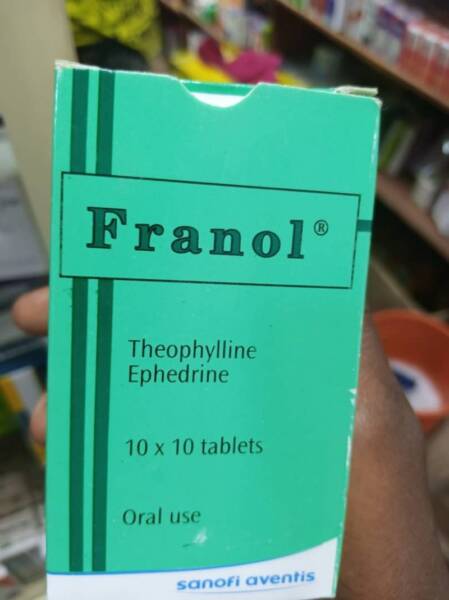 Franol®
Theophylline
Ephedrine
10 x 10 tablets
Oral use
sanofi aventis